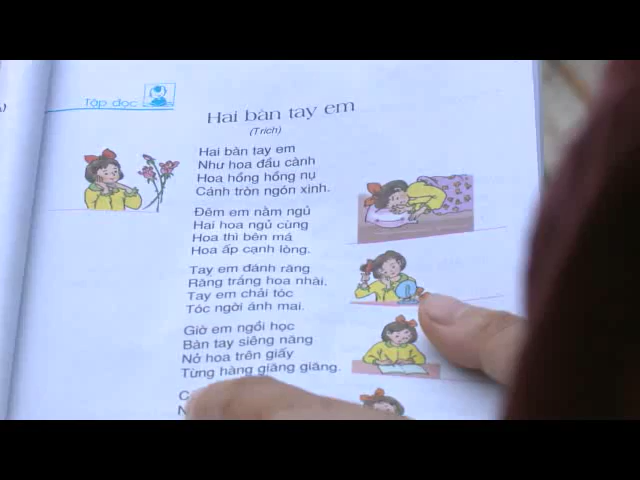 Tập đọc
Hai bàn tay em
(Trích)
Hai bàn tay em
Như hoa đầu cành
Hoa hồng hồng nụ
Cánh tròn ngón xinh.
Đêm em nằm ngủ
Hai hoa ngủ cùng
Hoa thì bên má
Hoa ấp cạnh lòng.
Tay em đánh răng
Răng trắng hoa nhài.
Tay em chải tóc
Tóc ngời ánh mai.
Giờ em ngồi học
Bàn tay siêng năng
Nở hoa trên giấy
Từng hàng giăng giăng.